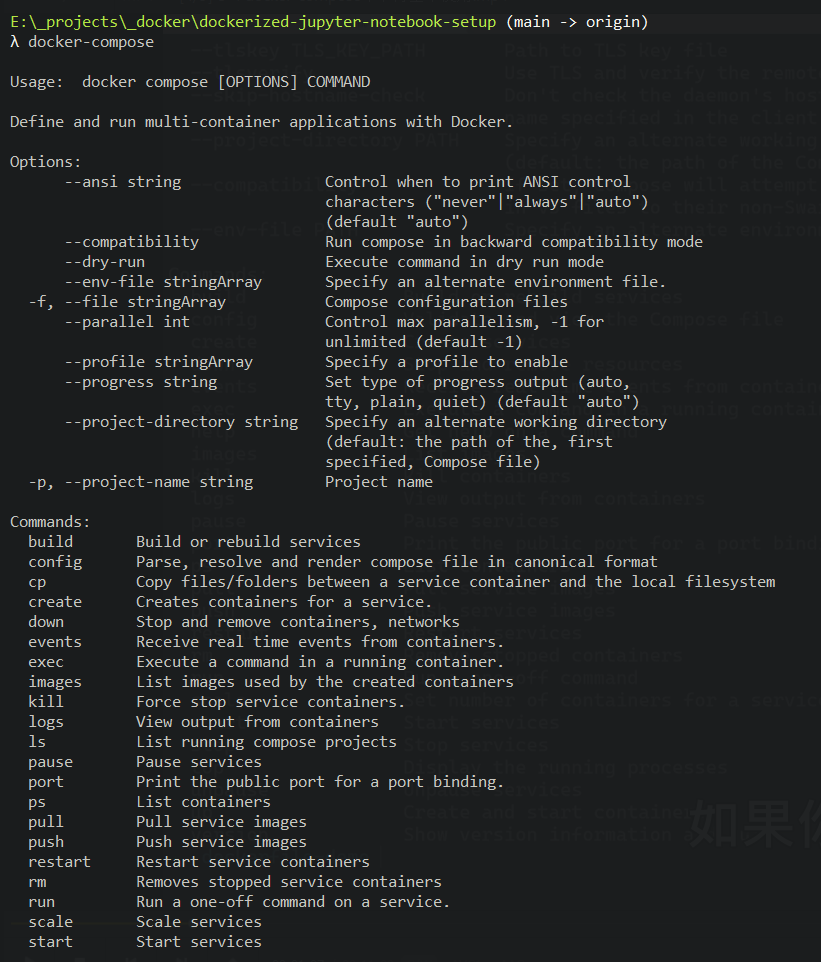 E:\_projects\_docker\dockerized-jupyter-notebook-setup (main -> origin)
λ docker-compose
Usage:  docker compose [OPTIONS] COMMAND
Define and run multi-container applications with Docker.
Options:
      --ansi string                Control when to print ANSI control
                                   characters ("never"|"always"|"auto")
                                   (default "auto")
      --compatibility              Run compose in backward compatibility mode
      --dry-run                    Execute command in dry run mode
      --env-file stringArray       Specify an alternate environment file.
  -f, --file stringArray           Compose configuration files
      --parallel int               Control max parallelism, -1 for
                                   unlimited (default -1)
      --profile stringArray        Specify a profile to enable
      --progress string            Set type of progress output (auto,
                                   tty, plain, quiet) (default "auto")
      --project-directory string   Specify an alternate working directory
                                   (default: the path of the, first
                                   specified, Compose file)
  -p, --project-name string        Project name
Commands:
  build       Build or rebuild services
  config      Parse, resolve and render compose file in canonical format
  cp          Copy files/folders between a service container and the local filesystem
  create      Creates containers for a service.
  down        Stop and remove containers, networks
  events      Receive real time events from containers.
  exec        Execute a command in a running container.
  images      List images used by the created containers
  kill        Force stop service containers.
  logs        View output from containers
  ls          List running compose projects
  pause       Pause services
  port        Print the public port for a port binding.
  ps          List containers
  pull        Pull service images
  push        Push service images
  restart     Restart service containers
  rm          Removes stopped service containers
  run         Run a one-off command on a service.
  scale       Scale services
  start       Start services
如果